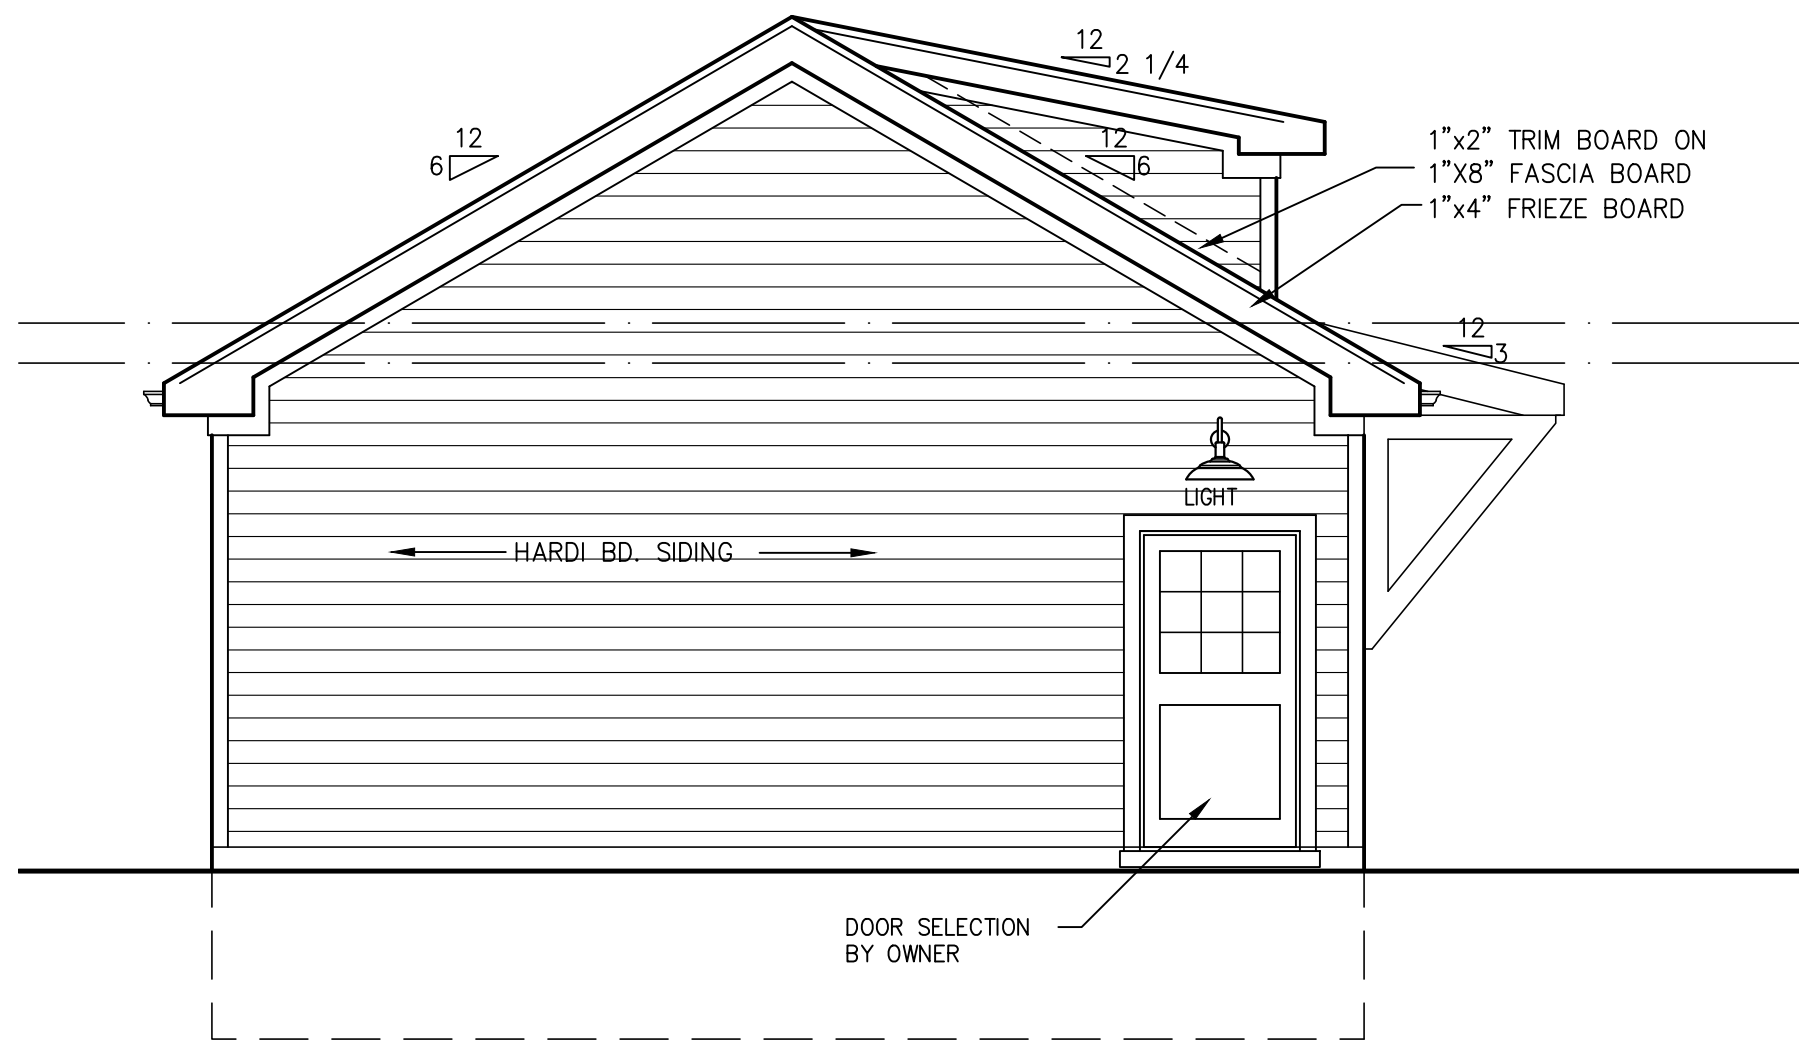 12
2 1/4
12
6
12
6
1"x2" TRIM BOARD ON
1"X8" FASCIA BOARD
1"x4" FRIEZE BOARD
12
3
LIGHT
HARDI BD. SIDING
DOOR SELECTION
BY OWNER